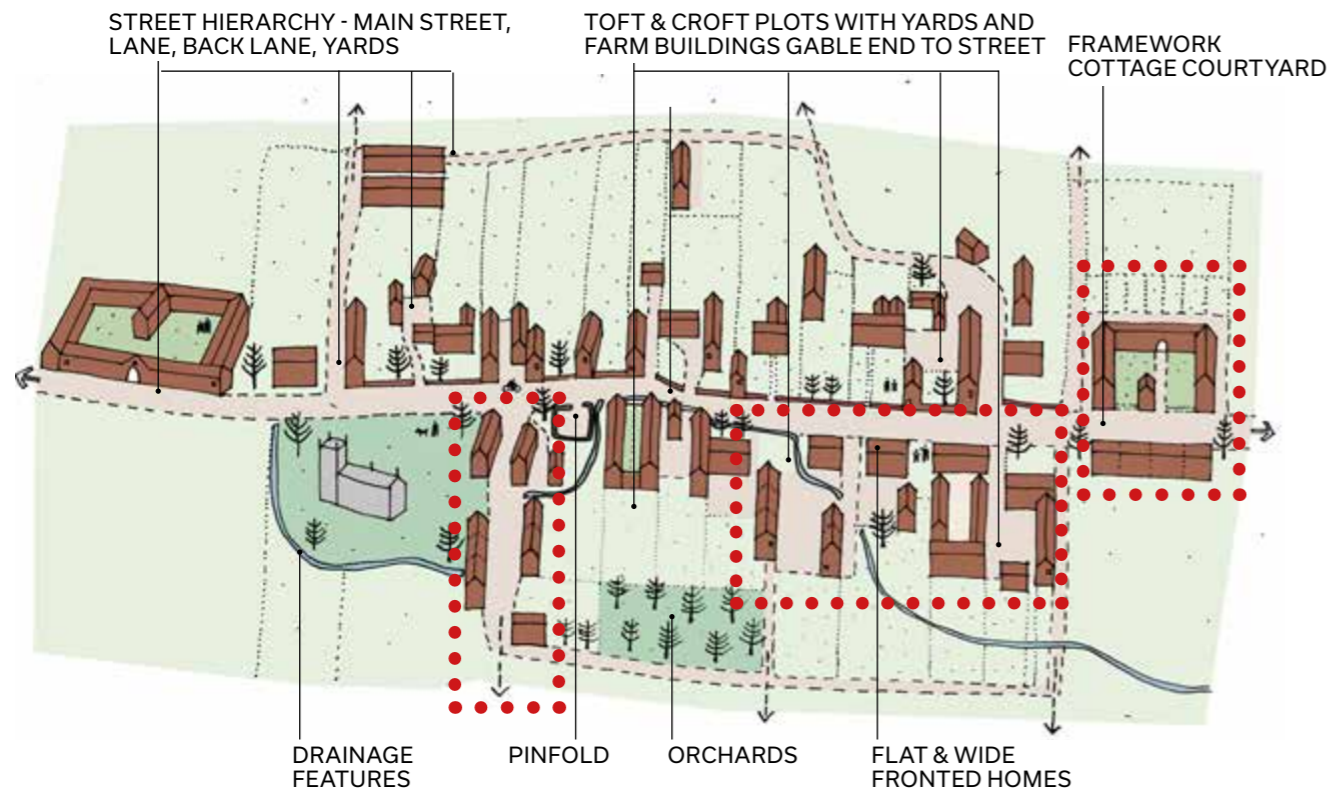 STREET HIERARCHY - MAIN STREET,
LANE, BACK LANE, YARDS
TOFT & CROFT PLOTS WITH YARDS AND
FARM BUILDINGS GABLE END TO STREET
FRAMEWORK
COTTAGE COURTYARD
DRAINAGE
FEATURES
PINFOLD
ORCHARDS
FLAT & WIDE
FRONTED HOMES